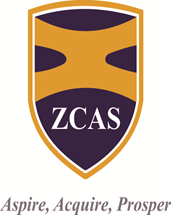 ZCAS
Aspire, Acquire, Prosper